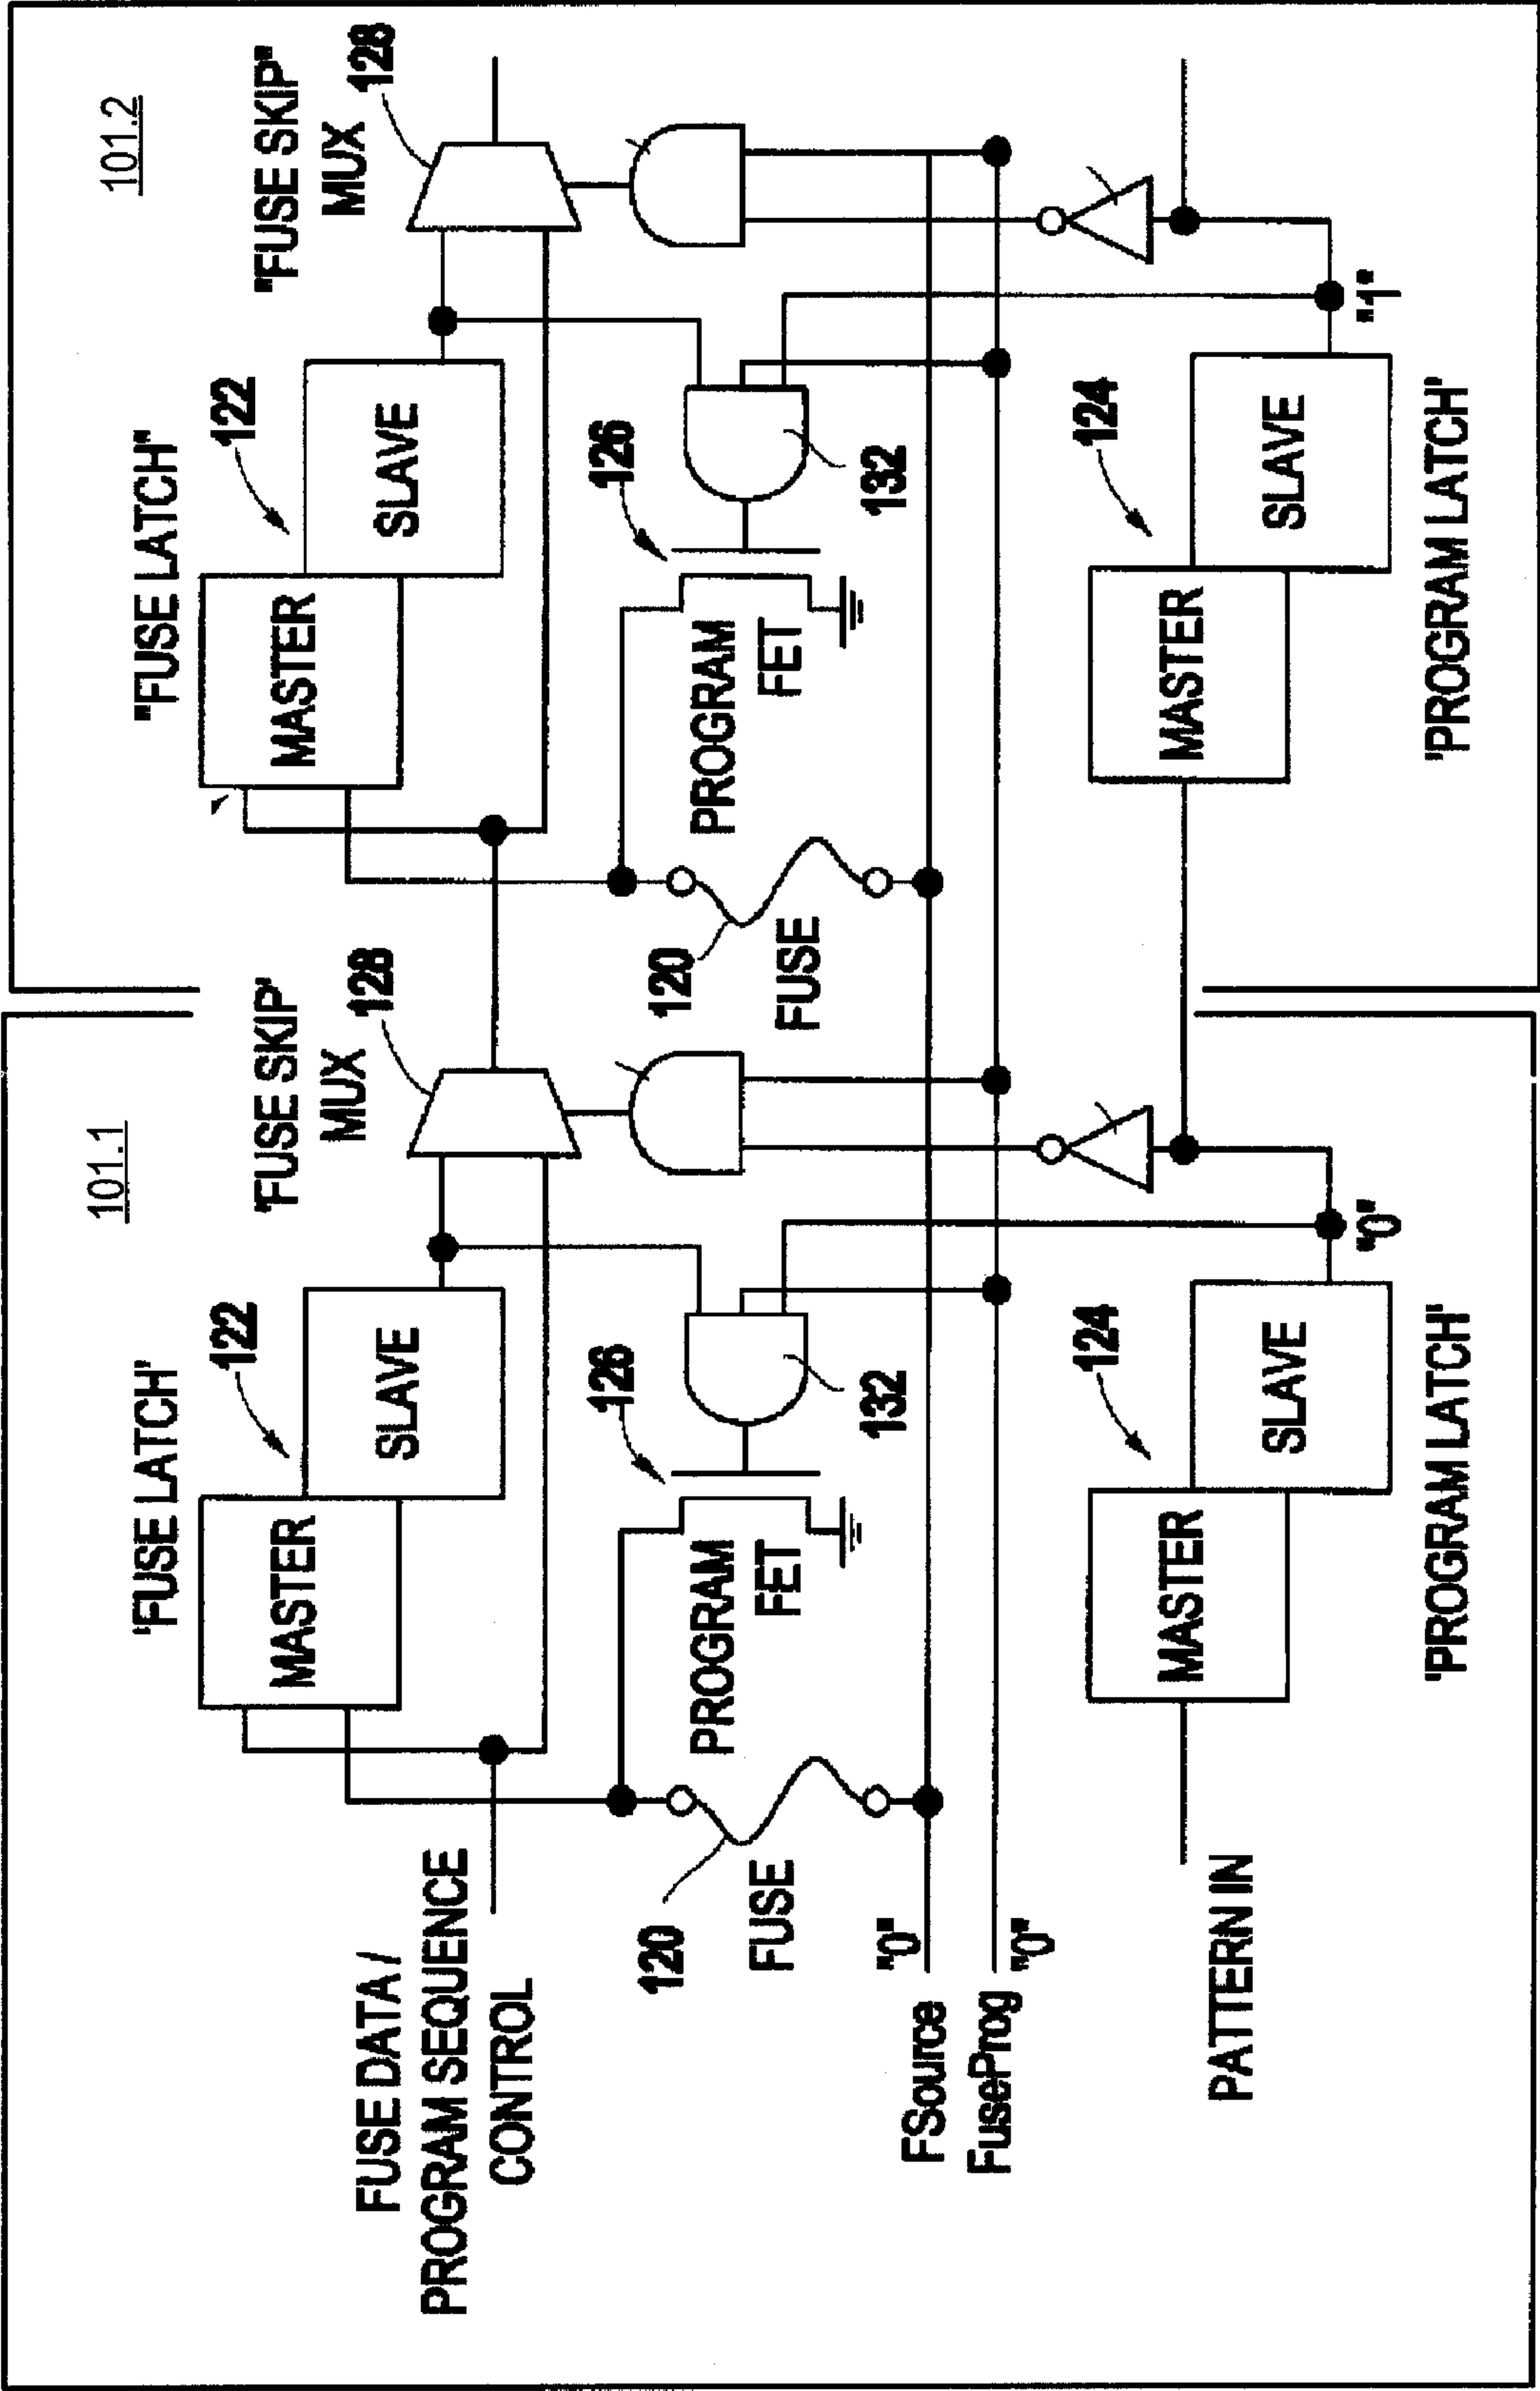 101.1
'FUSE LATCH'
122
MASTER
SLAVE
'FUSE SKIP'
MUX
128
FUSE DATA /
PROGRAM SEQUENCE
CONTROL
126
132
PROGRAM
FET
120
FUSE
FSource
"0"
FuseProg
"0"
PATTERN IN
124
MASTER
SLAVE
"0"
'PROGRAM LATCH'
101.2
"FUSE LATCH"
122
MASTER
SLAVE
"FUSE SKIP"
MUX
128
126
132
PROGRAM
FET
120
FUSE
124
MASTER
SLAVE
"1"
'PROGRAM LATCH'